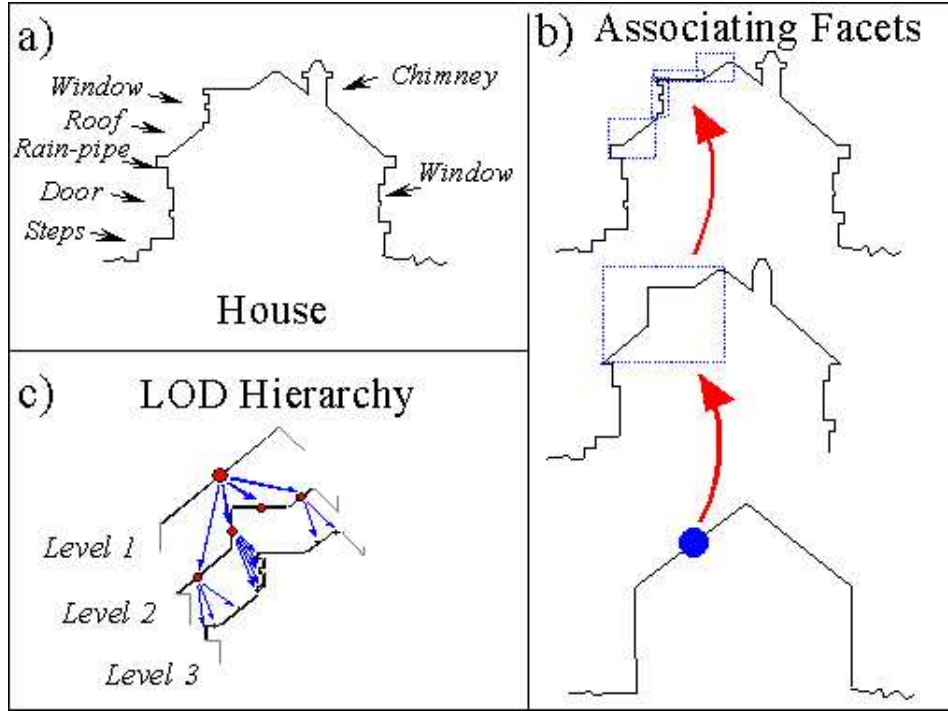 a)
Window
Chimney
Roof
Rain-pipe
Window
Door
Steps
House
b) Associating Facets
c) LOD Hierarchy
Level 1
Level 2
Level 3